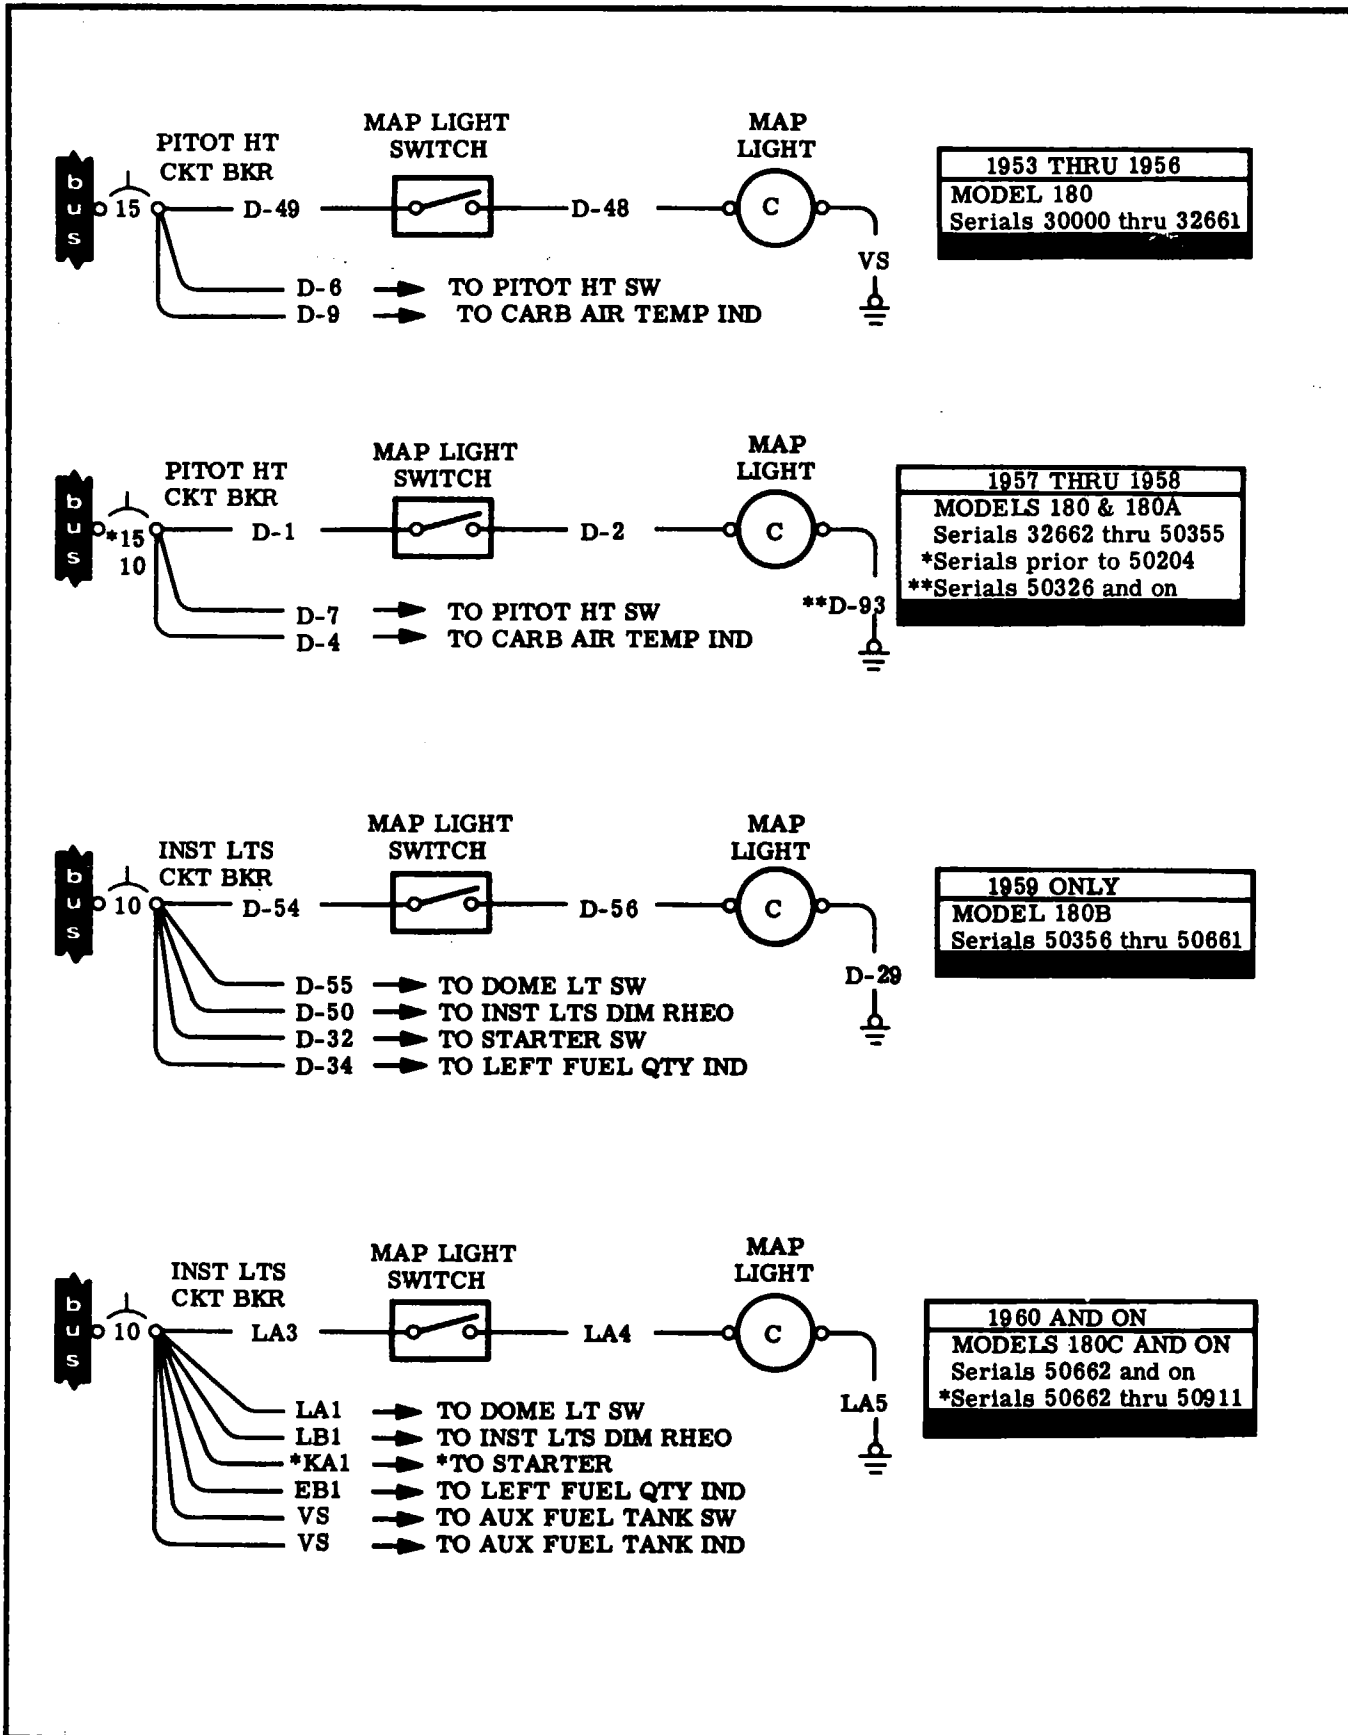 PITOT HT
CKT BKR
MAP LIGHT
SWITCH
MAP
LIGHT
bus
15
D-49
D-48
C
VS
D-6 TO PITOT HT SW
D-9 TO CARB AIR TEMP IND
1953 THRU 1956
MODEL 180
Serials 30000 thru 32661
PITOT HT
CKT BKR
MAP LIGHT
SWITCH
MAP
LIGHT
bus
*15
10
D-1
D-2
C
**D-93
D-7 TO PITOT HT SW
D-4 TO CARB AIR TEMP IND
1957 THRU 1958
MODELS 180 & 180A
Serials 32662 thru 50355
*Serials prior to 50204
**Serials 50326 and on
INST LTS
CKT BKR
MAP LIGHT
SWITCH
MAP
LIGHT
bus
10
D-54
D-56
C
D-29
D-55 TO DOME LT SW
D-50 TO INST LTS DIM RHEO
D-32 TO STARTER SW
D-34 TO LEFT FUEL QTY IND
1959 ONLY
MODEL 180B
Serials 50356 thru 50661
INST LTS
CKT BKR
MAP LIGHT
SWITCH
MAP
LIGHT
bus
10
LA3
LA4
C
LA5
LA1 TO DOME LT SW
LB1 TO INST LTS DIM RHEO
*KA1 *TO STARTER
EB1 TO LEFT FUEL QTY IND
VS TO AUX FUEL TANK SW
VS TO AUX FUEL TANK IND
1960 AND ON
MODELS 180C AND ON
Serials 50662 and on
*Serials 50662 thru 50911